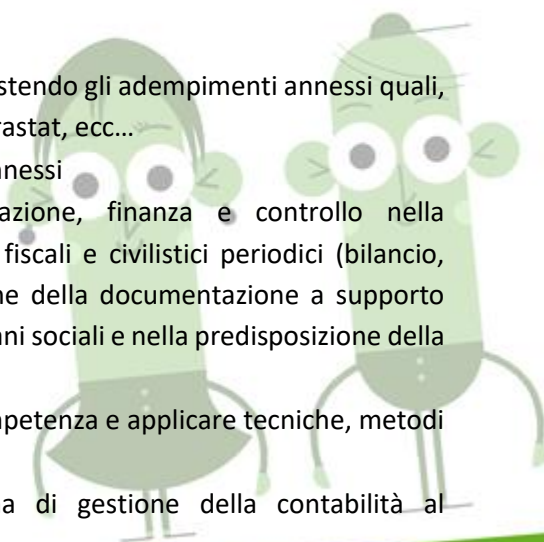 stendo gli adempimenti annessi quali,
rastat, ecc…
nnessi
azione, finanza e controllo nella
fiscali e civilistici periodici (bilancio,
ne della documentazione a supporto
ni sociali e nella predisposizione della
petenza e applicare tecniche, metodi
a di gestione della contabilità al